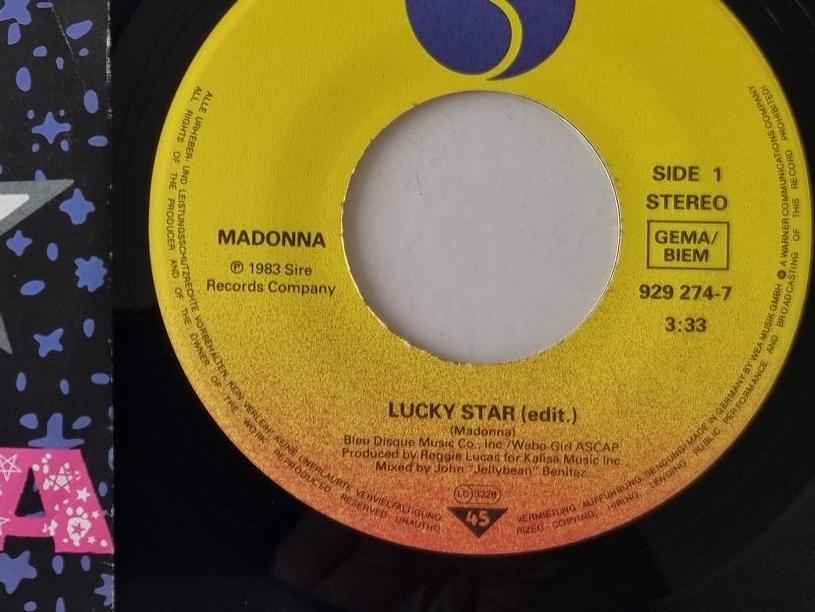 MADONNA
℗ 1983 Sire
Records Company
SIDE 1
STEREO
GEMA/
BIEM
929 274-7
3:33
LUCKY STAR (edit.)
(Madonna)
Bleu Disque Music Co., Inc./Webo Girl ASCAP
Produced by Reggie Lucas for Kalisa Music Inc.
Mixed by John "Jellybean" Benitez
LC 3228
45
ALLE URHEBER- UND LEISTUNGSSCHUTZRECHTE VORBEHALTEN. KEIN VERLEIH! KEINE UNERLAUBTE VERVIELFÄLTIGUNG, VERMIETUNG, AUFFÜHRUNG, SENDUNG! MADE IN GERMANY BY WEA MUSIK GMBH ℗ A WARNER COMMUNICATIONS COMPANY
ALL RIGHTS OF THE PRODUCER AND OF THE OWNER OF THE WORK REPRODUCED RESERVED. UNAUTHORIZED COPYING, HIRING, LENSING, PUBLIC PERFORMANCE AND BROADCASTING OF THIS RECORD PROHIBITED!
A